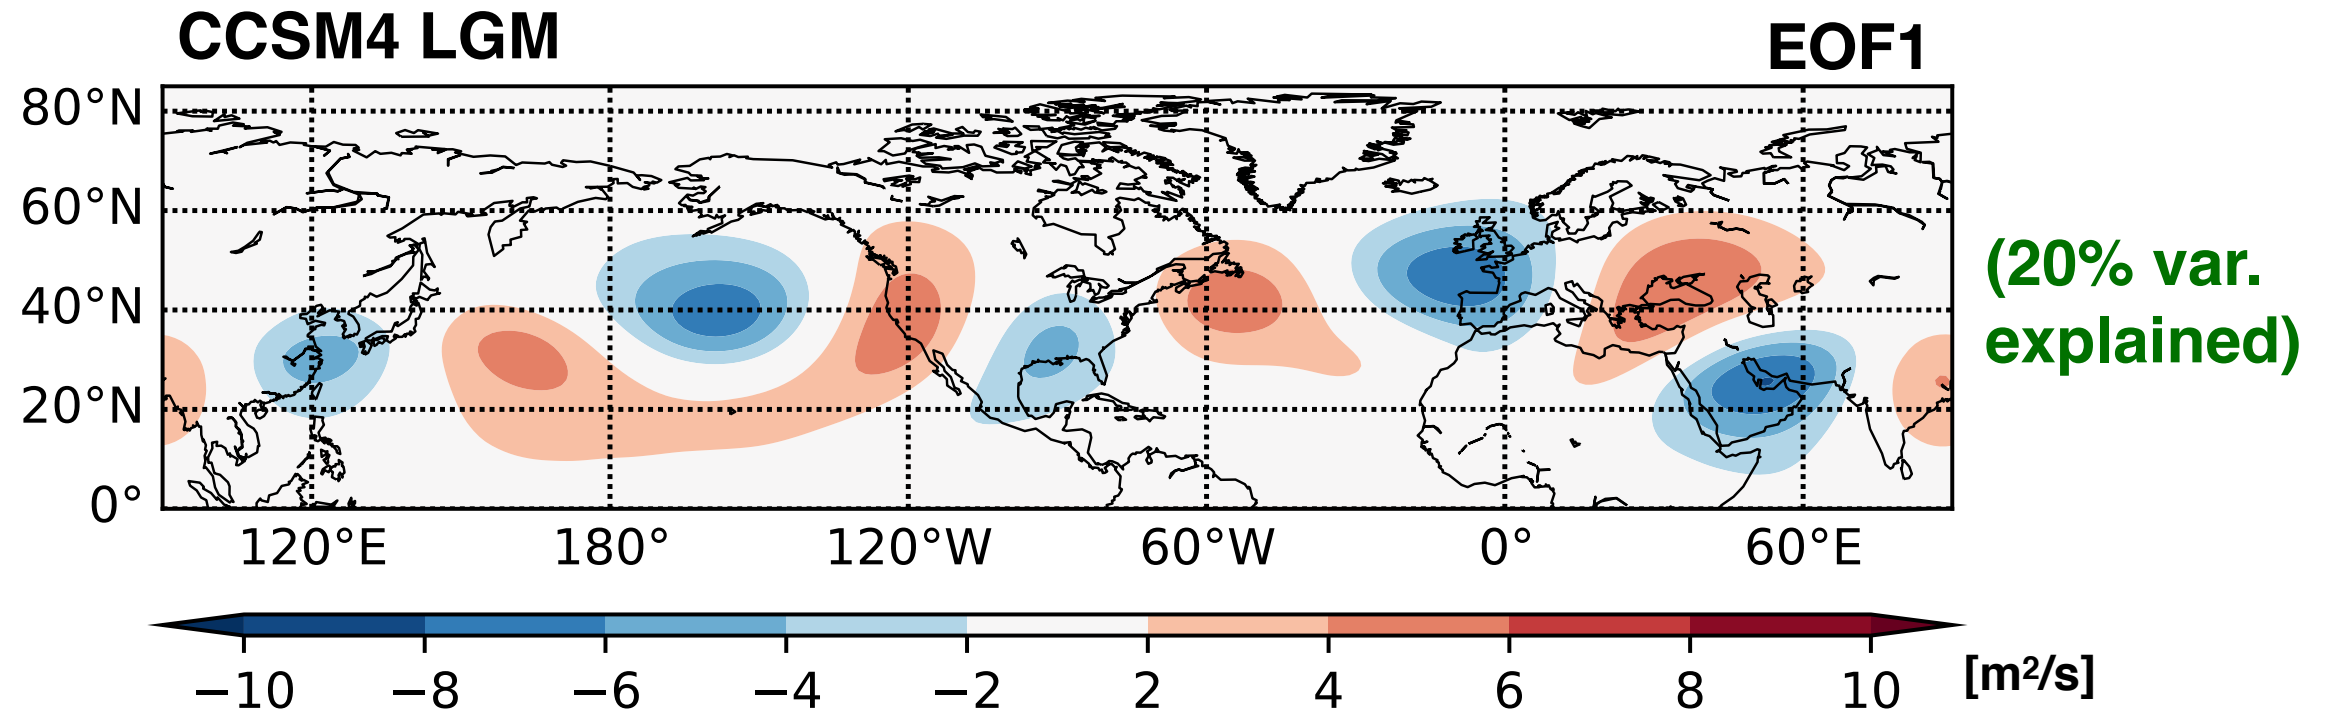 CCSM4 LGM EOF1
80°N
60°N
40°N
20°N
0°
(20% var.
explained)
120°E 180° 120°W 60°W 0° 60°E
−10 −8 −6 −4 −2 2 4 6 8 10 [m²/s]